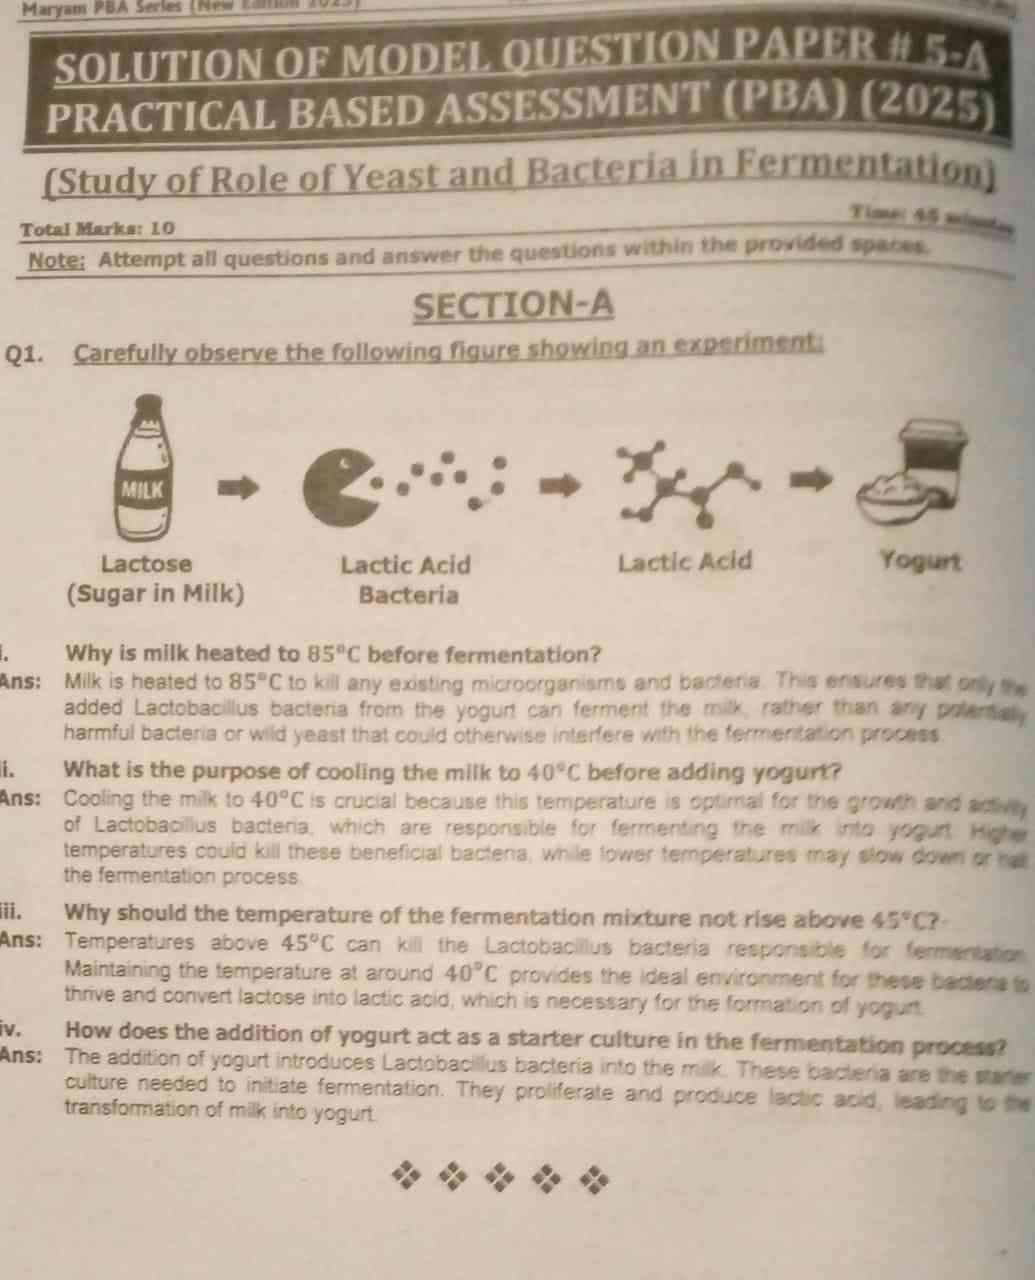 Maryam PBA Series (New Edition 2025)
SOLUTION OF MODEL QUESTION PAPER # 5-A
PRACTICAL BASED ASSESSMENT (PBA) (2025)
(Study of Role of Yeast and Bacteria in Fermentation)
Total Marks: 10
Time: 45 minutes
Note: Attempt all questions and answer the questions within the provided spaces.
SECTION-A
Q1. Carefully observe the following figure showing an experiment:
MILK
Lactose
(Sugar in Milk)
Lactic Acid
Bacteria
Lactic Acid
Yogurt
i. Why is milk heated to 85°C before fermentation?
Ans: Milk is heated to 85°C to kill any existing microorganisms and bacteria. This ensures that only the
added Lactobacillus bacteria from the yogurt can ferment the milk, rather than any potentially
harmful bacteria or wild yeast that could otherwise interfere with the fermentation process.
i. What is the purpose of cooling the milk to 40°C before adding yogurt?
Ans: Cooling the milk to 40°C is crucial because this temperature is optimal for the growth and activity
of Lactobacillus bacteria, which are responsible for fermenting the milk into yogurt. Higher
temperatures could kill these beneficial bacteria, while lower temperatures may slow down or halt
the fermentation process.
iii. Why should the temperature of the fermentation mixture not rise above 45°C?
Ans: Temperatures above 45°C can kill the Lactobacillus bacteria responsible for fermentation.
Maintaining the temperature at around 40°C provides the ideal environment for these bacteria to
thrive and convert lactose into lactic acid, which is necessary for the formation of yogurt.
iv. How does the addition of yogurt act as a starter culture in the fermentation process?
Ans: The addition of yogurt introduces Lactobacillus bacteria into the milk. These bacteria are the starter
culture needed to initiate fermentation. They proliferate and produce lactic acid, leading to the
transformation of milk into yogurt.